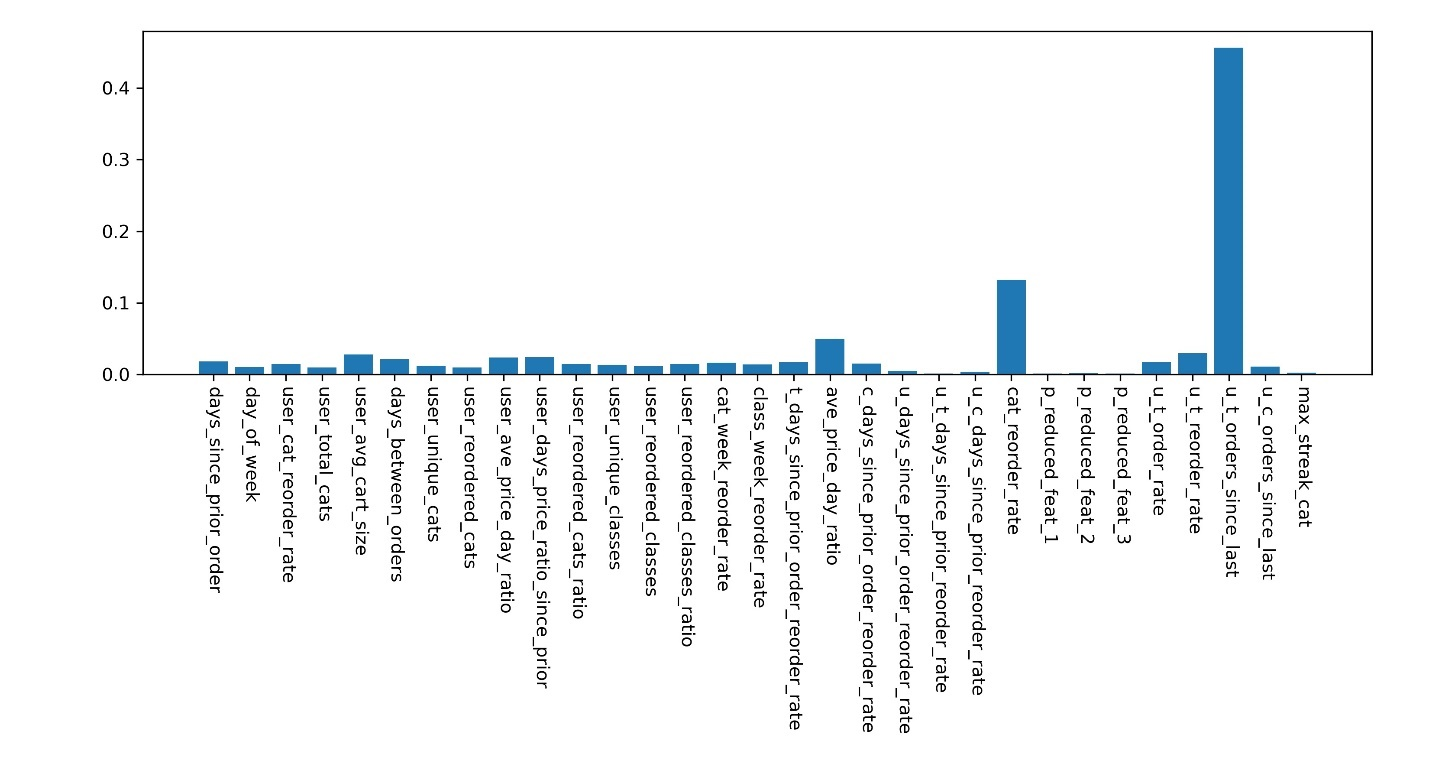 0.4
0.3
0.2
0.1
0.0
days_since_prior_order
day_of_week
user_cat_reorder_rate
user_total_cats
user_avg_cart_size
days_between_orders
user_unique_cats
user_reordered_cats
user_ave_price_day_ratio
user_days_price_ratio_since_prior
user_reordered_cats_ratio
user_unique_classes
user_reordered_classes
user_reordered_classes_ratio
cat_week_reorder_rate
class_week_reorder_rate
t_days_since_prior_order_reorder_rate
ave_price_day_ratio
c_days_since_prior_order_reorder_rate
u_days_since_prior_order_reorder_rate
u_t_days_since_prior_reorder_rate
u_c_days_since_prior_reorder_rate
cat_reorder_rate
p_reduced_feat_1
p_reduced_feat_2
p_reduced_feat_3
u_t_order_rate
u_t_reorder_rate
u_t_orders_since_last
u_c_orders_since_last
max_streak_cat